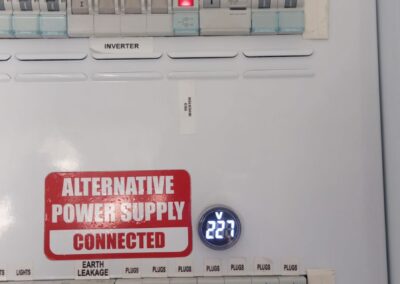 INVERTER
ALTERNATIVE
POWER SUPPLY
CONNECTED
V
227
LIGHTS
EARTH
LEAKAGE
PLUGS
PLUGS
PLUGS
PLUGS
PLUGS
PLUGS
PLUGS